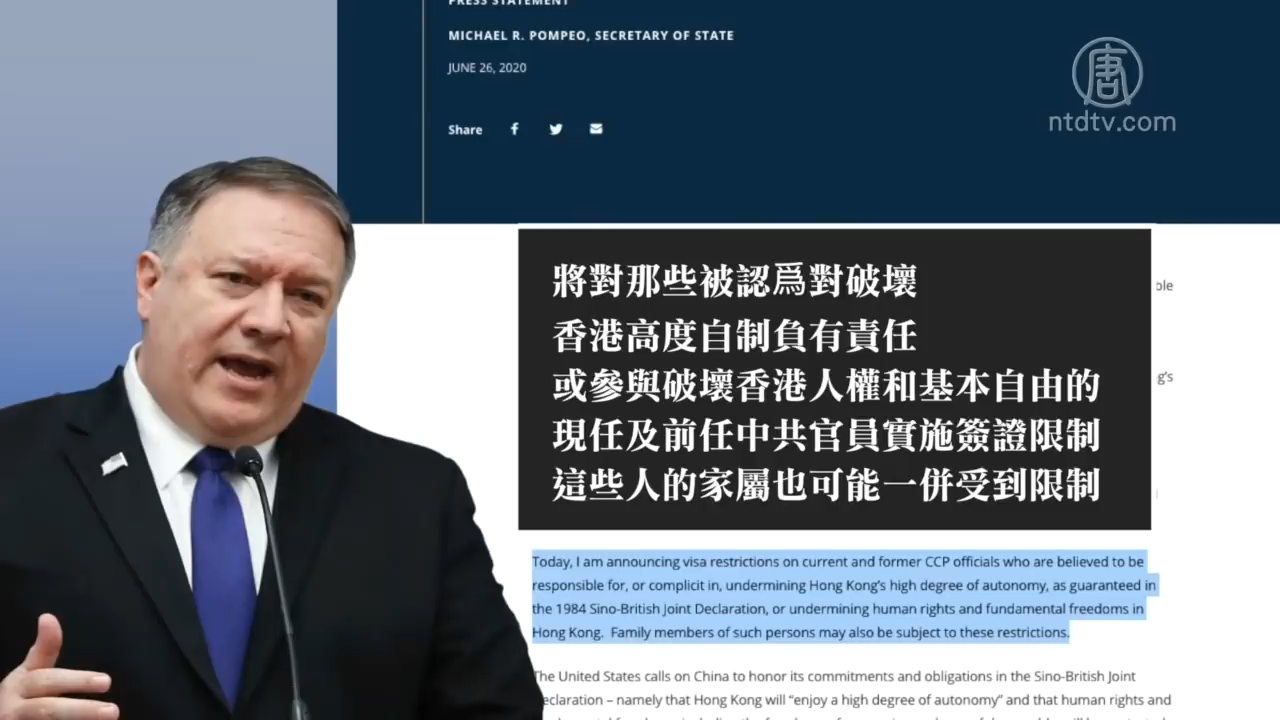 PRESS STATEMENT
MICHAEL R. POMPEO, SECRETARY OF STATE
JUNE 26, 2020
Share
唐
ntdtv.com
將對那些被認爲對破壞
香港高度自制負有責任
或參與破壞香港人權和基本自由的
現任及前任中共官員實施簽證限制
這些人的家屬也可能一併受到限制
ble
g's
Today, I am announcing visa restrictions on current and former CCP officials who are believed to be
responsible for, or complicit in, undermining Hong Kong's high degree of autonomy, as guaranteed in
the 1984 Sino-British Joint Declaration, or undermining human rights and fundamental freedoms in
Hong Kong. Family members of such persons may also be subject to these restrictions.
The United States calls on China to honor its commitments and obligations in the Sino-British Joint
eclaration – namely that Hong Kong will “enjoy a high degree of autonomy” and that human rights and